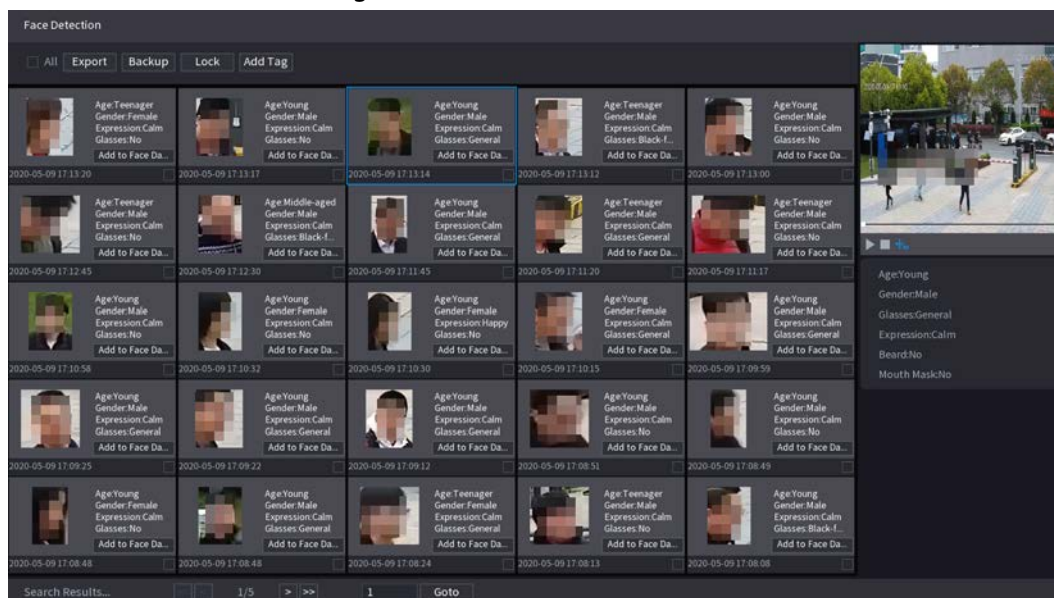 Face Detection
All Export Backup Lock Add Tag
Age:Teenager
Gender:Female
Expression:Calm
Glasses:No
Add to Face Da...
2020-05-09 17:13:20
Age:Young
Gender:Male
Expression:Calm
Glasses:No
Add to Face Da...
2020-05-09 17:13:17
Age:Young
Gender:Male
Expression:Calm
Glasses:General
Add to Face Da...
2020-05-09 17:13:14
Age:Teenager
Gender:Male
Expression:Calm
Glasses:Black-f...
Add to Face Da...
2020-05-09 17:13:12
Age:Young
Gender:Male
Expression:Calm
Glasses:No
Add to Face Da...
2020-05-09 17:13:00
Age:Teenager
Gender:Male
Expression:Calm
Glasses:No
Add to Face Da...
2020-05-09 17:12:45
Age:Middle-aged
Gender:Male
Expression:Calm
Glasses:Black-f...
Add to Face Da...
2020-05-09 17:12:30
Age:Young
Gender:Male
Expression:Calm
Glasses:General
Add to Face Da...
2020-05-09 17:11:45
Age:Teenager
Gender:Male
Expression:Calm
Glasses:General
Add to Face Da...
2020-05-09 17:11:20
Age:Teenager
Gender:Male
Expression:Calm
Glasses:No
Add to Face Da...
2020-05-09 17:11:17
Age:Young
Gender:Male
Expression:Calm
Glasses:No
Add to Face Da...
2020-05-09 17:10:58
Age:Young
Gender:Female
Expression:Calm
Glasses:No
Add to Face Da...
2020-05-09 17:10:32
Age:Young
Gender:Female
Expression:Happy
Glasses:No
Add to Face Da...
2020-05-09 17:10:30
Age:Young
Gender:Female
Expression:Calm
Glasses:General
Add to Face Da...
2020-05-09 17:10:15
Age:Young
Gender:Male
Expression:Calm
Glasses:General
Add to Face Da...
2020-05-09 17:09:59
Age:Young
Gender:Male
Expression:Calm
Glasses:General
Add to Face Da...
2020-05-09 17:09:25
Age:Young
Gender:Male
Expression:Calm
Glasses:General
Add to Face Da...
2020-05-09 17:09:22
Age:Young
Gender:Male
Expression:Calm
Glasses:General
Add to Face Da...
2020-05-09 17:09:12
Age:Young
Gender:Male
Expression:Calm
Glasses:No
Add to Face Da...
2020-05-09 17:08:51
Age:Young
Gender:Male
Expression:Calm
Glasses:No
Add to Face Da...
2020-05-09 17:08:49
Age:Young
Gender:Female
Expression:Calm
Glasses:No
Add to Face Da...
2020-05-09 17:08:48
Age:Young
Gender:Male
Expression:Calm
Glasses:General
Add to Face Da...
2020-05-09 17:08:48
Age:Teenager
Gender:Female
Expression:Calm
Glasses:General
Add to Face Da...
2020-05-09 17:08:24
Age:Teenager
Gender:Male
Expression:Calm
Glasses:No
Add to Face Da...
2020-05-09 17:08:13
Age:Young
Gender:Male
Expression:Calm
Glasses:Black-f...
Add to Face Da...
2020-05-09 17:08:08
Age:Young
Gender:Male
Glasses:General
Expression:Calm
Beard:No
Mouth Mask:No
Search Results... 1/5 > >> 1 Goto